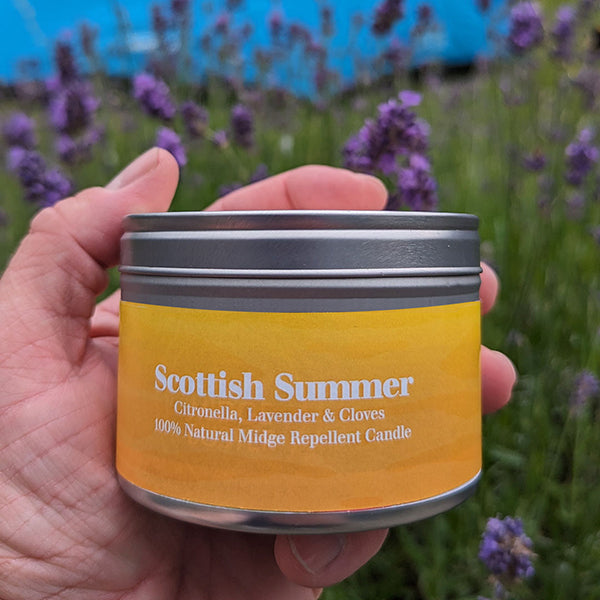 Scottish Summer
Citronella, Lavender & Cloves
100% Natural Midge Repellent Candle